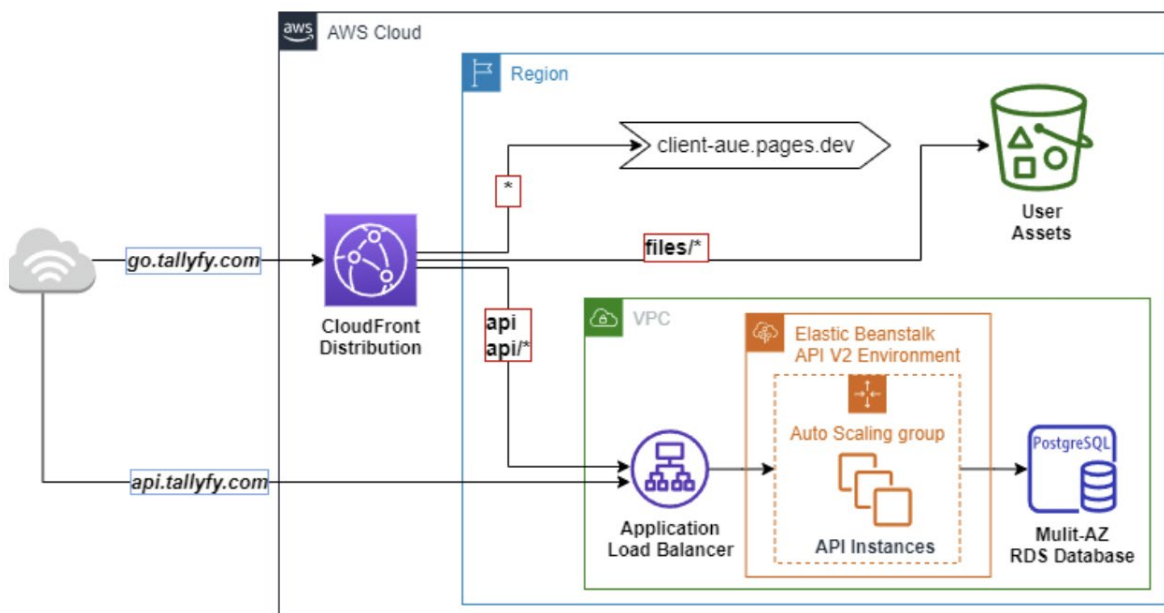 aws
AWS Cloud
Region
client-aue.pages.dev
*
User
Assets
go.tallyfy.com
files/*
CloudFront
Distribution
api
api/*
VPC
Elastic Beanstalk
API V2 Environment
Auto Scaling group
PostgreSQL
api.tallyfy.com
Application
Load Balancer
API Instances
Mulit-AZ
RDS Database